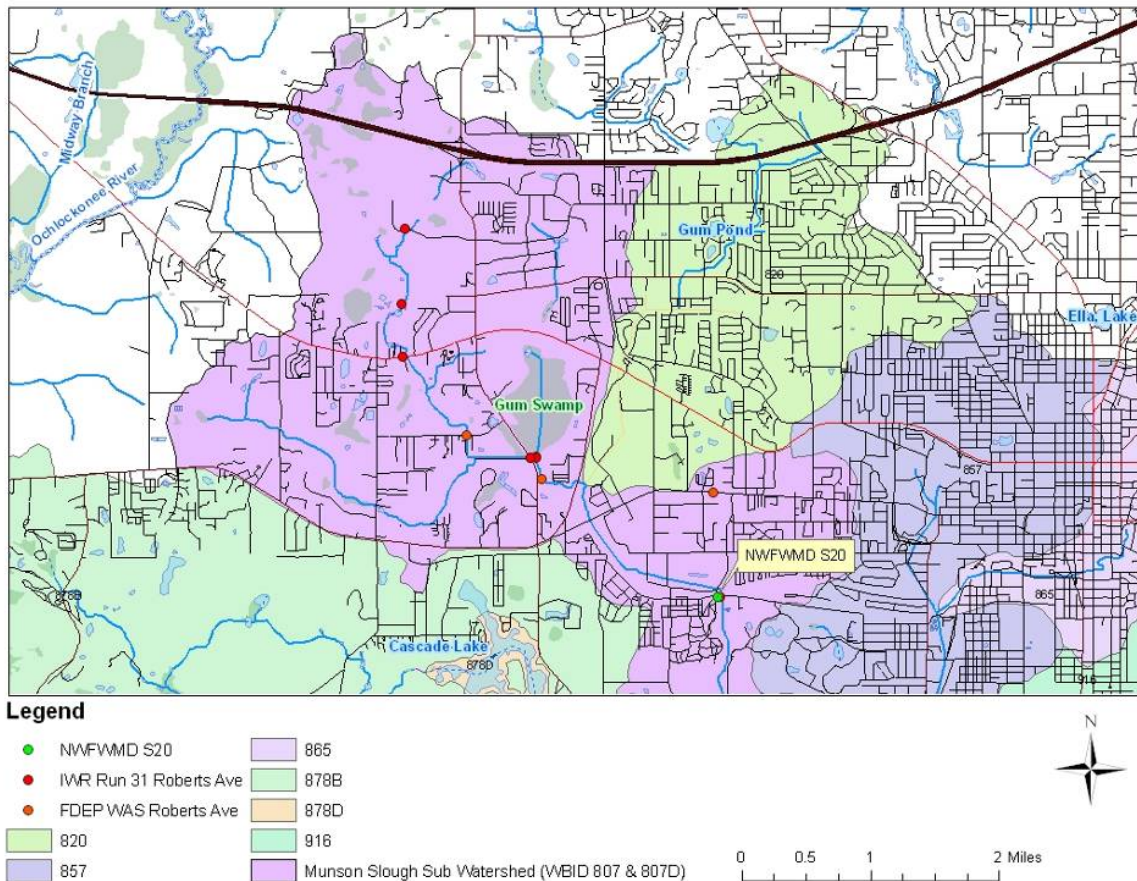 Midway Branch
Ochlockonee River
Gum Pond
820
Ella, Lake
Gum Swamp
857
NWFWMD S20
878B
865
Cascade Lake
878D
916
Legend
N
NWFWMD S20
865
IWR Run 31 Roberts Ave
878B
FDEP WAS Roberts Ave
878D
820
916
857
Munson Slough Sub Watershed (WBID 807 & 807D)
0 0.5 1 2 Miles